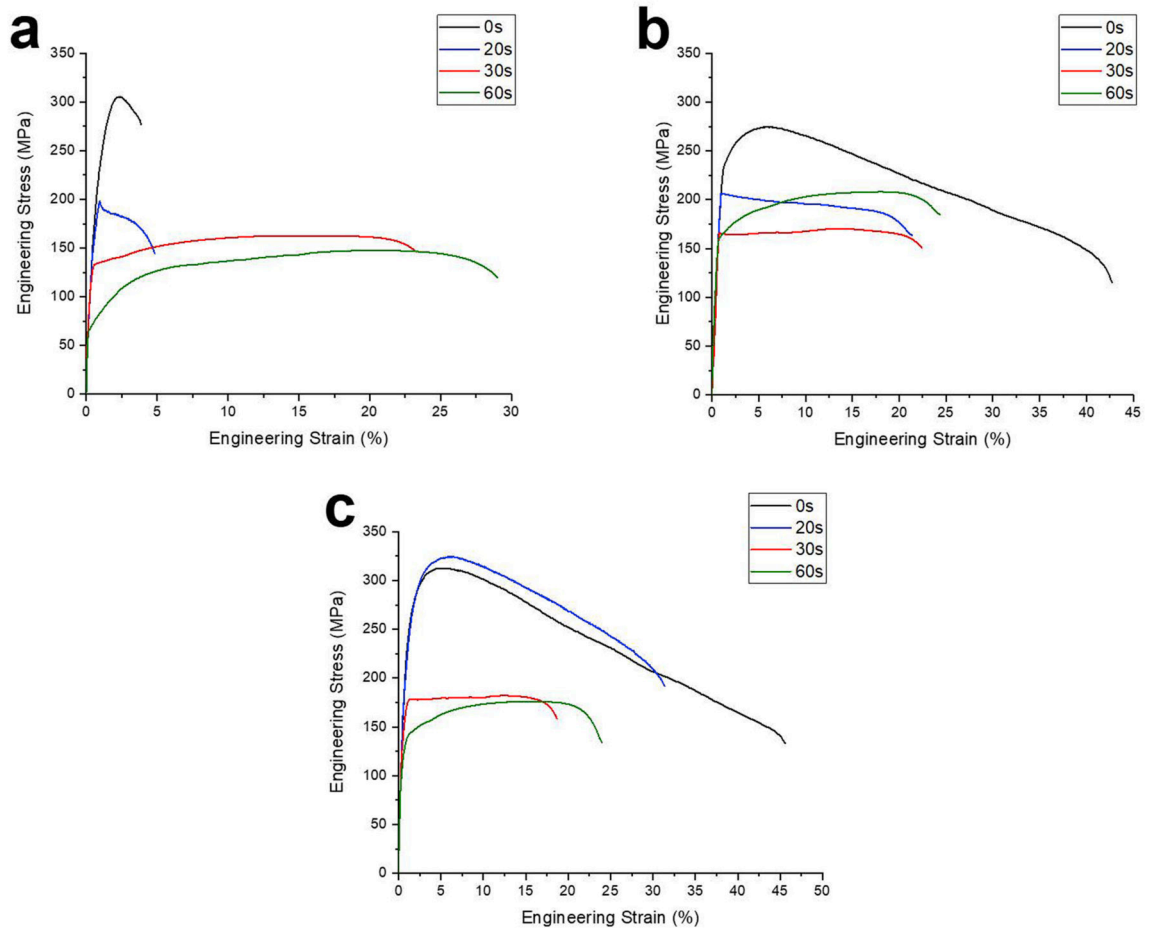 a
0s
20s
30s
60s
350
300
250
200
150
100
50
0
Engineering Stress (MPa)
0 5 10 15 20 25 30
Engineering Strain (%)
b
0s
20s
30s
60s
350
300
250
200
150
100
50
0
Engineering Stress (MPa)
0 5 10 15 20 25 30 35 40 45
Engineering Strain (%)
c
0s
20s
30s
60s
350
300
250
200
150
100
50
0
Engineering Stress (MPa)
0 5 10 15 20 25 30 35 40 45 50
Engineering Strain (%)